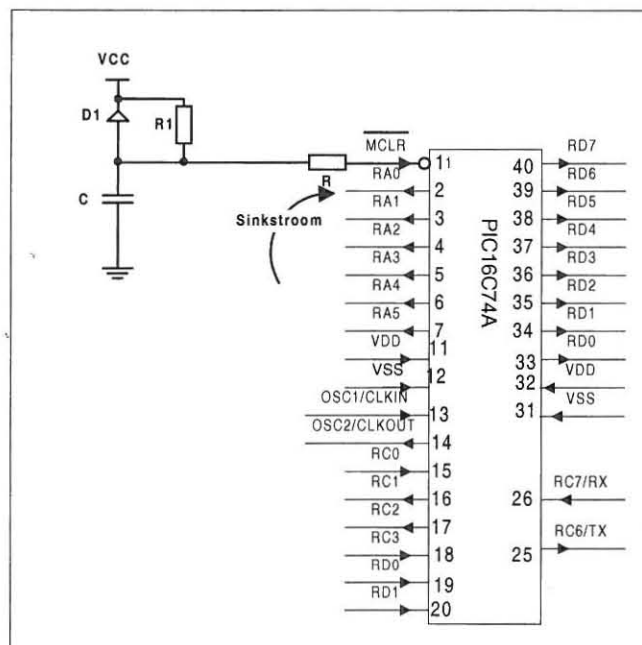 VCC
D1
R1
C
R
Sinkstroom
MCLR
RA0
RA1
RA2
RA3
RA4
RA5
VDD
VSS
OSC1/CLKIN
OSC2/CLKOUT
RC0
RC1
RC2
RC3
RD0
RD1
11
2
3
4
5
6
7
11
12
13
14
15
16
17
18
19
20
PIC16C74A
40
39
38
37
36
35
34
33
32
31
26
25
RD7
RD6
RD5
RD4
RD3
RD2
RD1
RD0
VDD
VSS
RC7/RX
RC6/TX